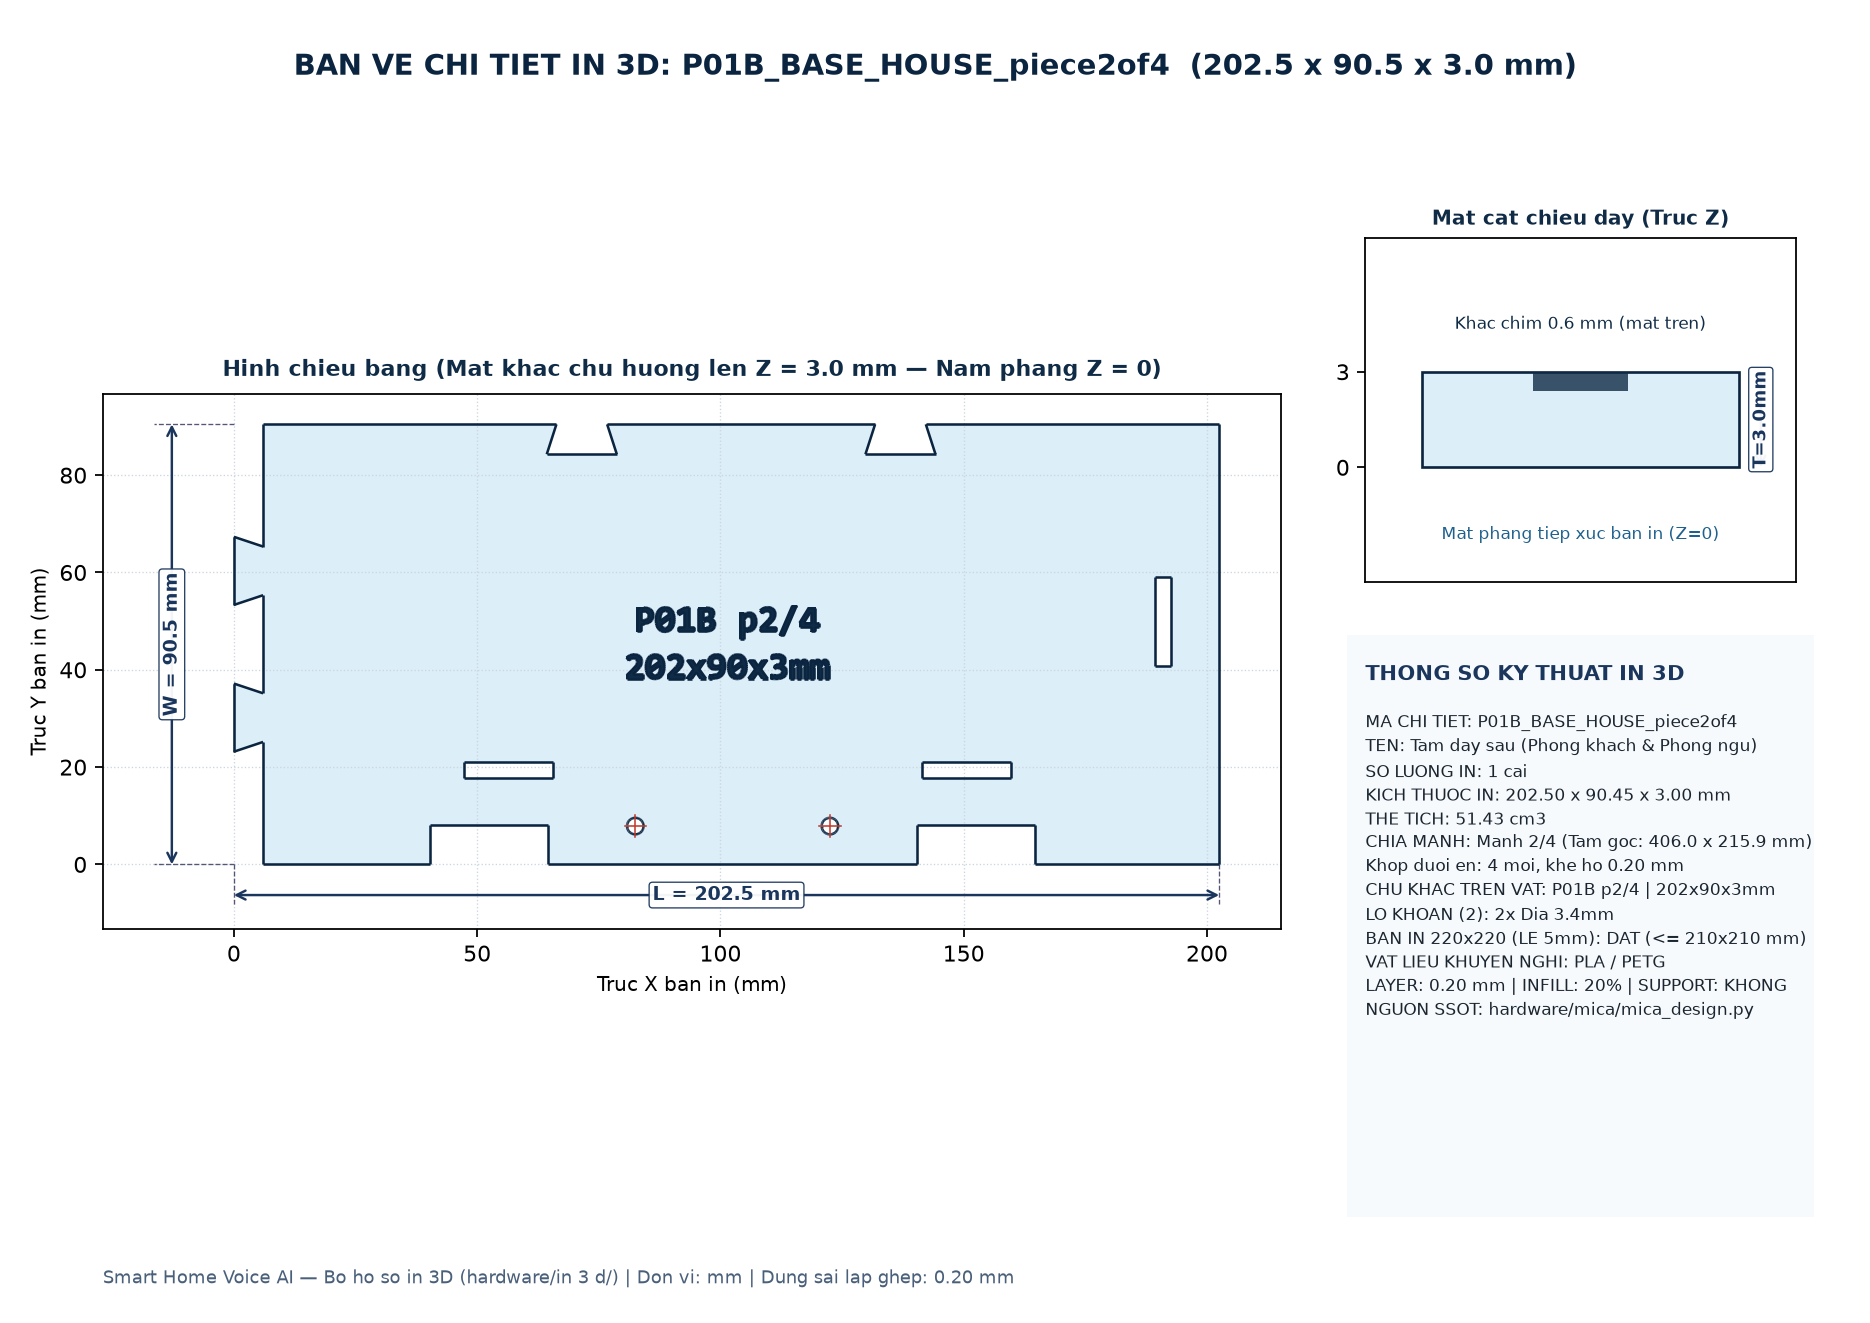 BAN VE CHI TIET IN 3D: P01B_BASE_HOUSE_piece2of4 (202.5 x 90.5 x 3.0 mm)
Mat cat chieu day (Truc Z)
Khac chim 0.6 mm (mat tren)
3
0
T=3.0mm
Mat phang tiep xuc ban in (Z=0)
Hinh chieu bang (Mat khac chu huong len Z = 3.0 mm — Nam phang Z = 0)
Truc Y ban in (mm)
80
60
40
20
0
W = 90.5 mm
P01B p2/4
202x90x3mm
L = 202.5 mm
0
50
100
150
200
Truc X ban in (mm)
THONG SO KY THUAT IN 3D
MA CHI TIET: P01B_BASE_HOUSE_piece2of4
TEN: Tam day sau (Phong khach & Phong ngu)
SO LUONG IN: 1 cai
KICH THUOC IN: 202.50 x 90.45 x 3.00 mm
THE TICH: 51.43 cm3
CHIA MANH: Manh 2/4 (Tam goc: 406.0 x 215.9 mm)
Khop duoi en: 4 moi, khe ho 0.20 mm
CHU KHAC TREN VAT: P01B p2/4 | 202x90x3mm
LO KHOAN (2): 2x Dia 3.4mm
BAN IN 220x220 (LE 5mm): DAT (<= 210x210 mm)
VAT LIEU KHUYEN NGHI: PLA / PETG
LAYER: 0.20 mm | INFILL: 20% | SUPPORT: KHONG
NGUON SSOT: hardware/mica/mica_design.py
Smart Home Voice AI — Bo ho so in 3D (hardware/in 3 d/) | Don vi: mm | Dung sai lap ghep: 0.20 mm